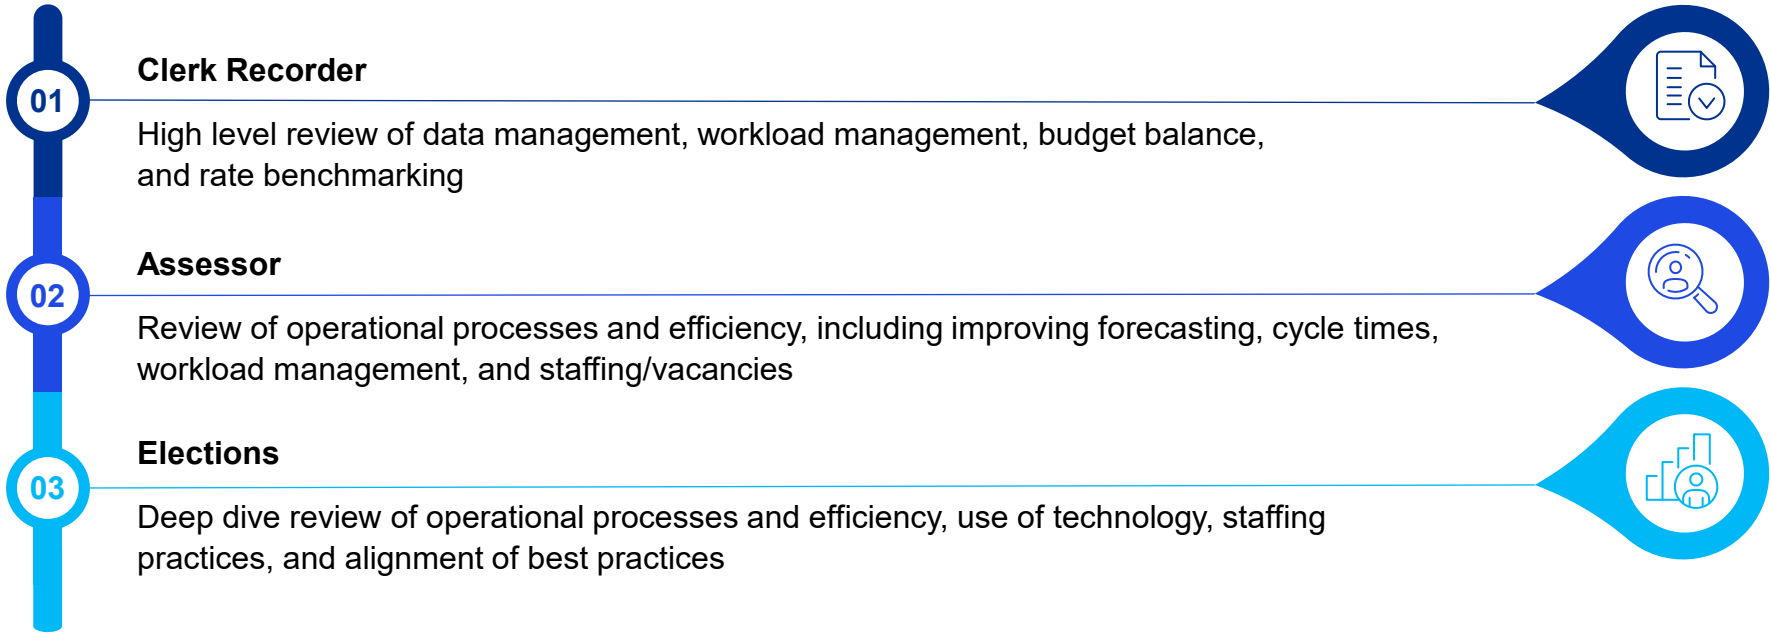 01
Clerk Recorder
High level review of data management, workload management, budget balance,
and rate benchmarking
02
Assessor
Review of operational processes and efficiency, including improving forecasting, cycle times,
workload management, and staffing/vacancies
03
Elections
Deep dive review of operational processes and efficiency, use of technology, staffing
practices, and alignment of best practices